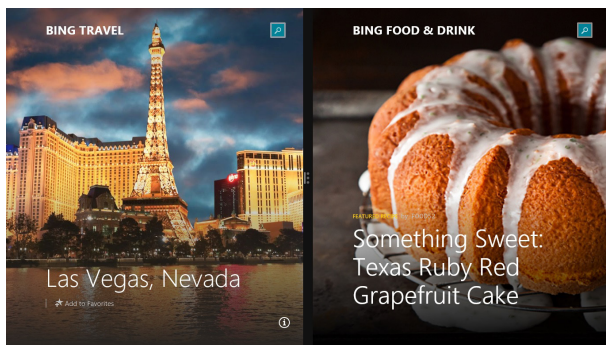 BING TRAVEL
Las Vegas, Nevada
Add to Favorites
BING FOOD & DRINK
Something Sweet:
Texas Ruby Red
Grapefruit Cake